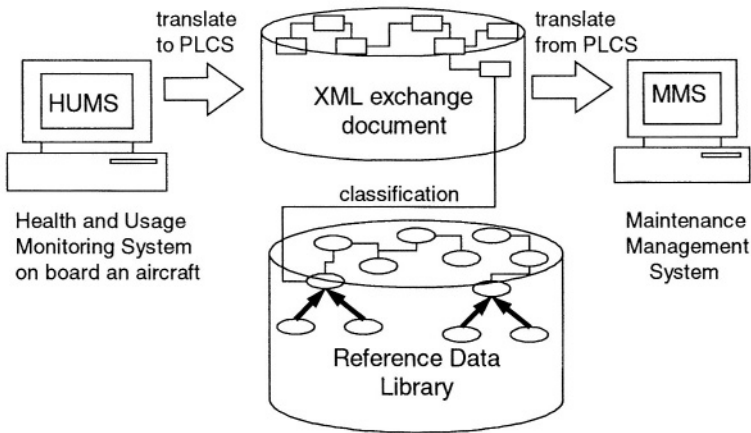 translate
to PLCS
translate
from PLCS
HUMS
XML exchange
document
MMS
classification
Health and Usage
Monitoring System
on board an aircraft
Maintenance
Management
System
Reference Data
Library